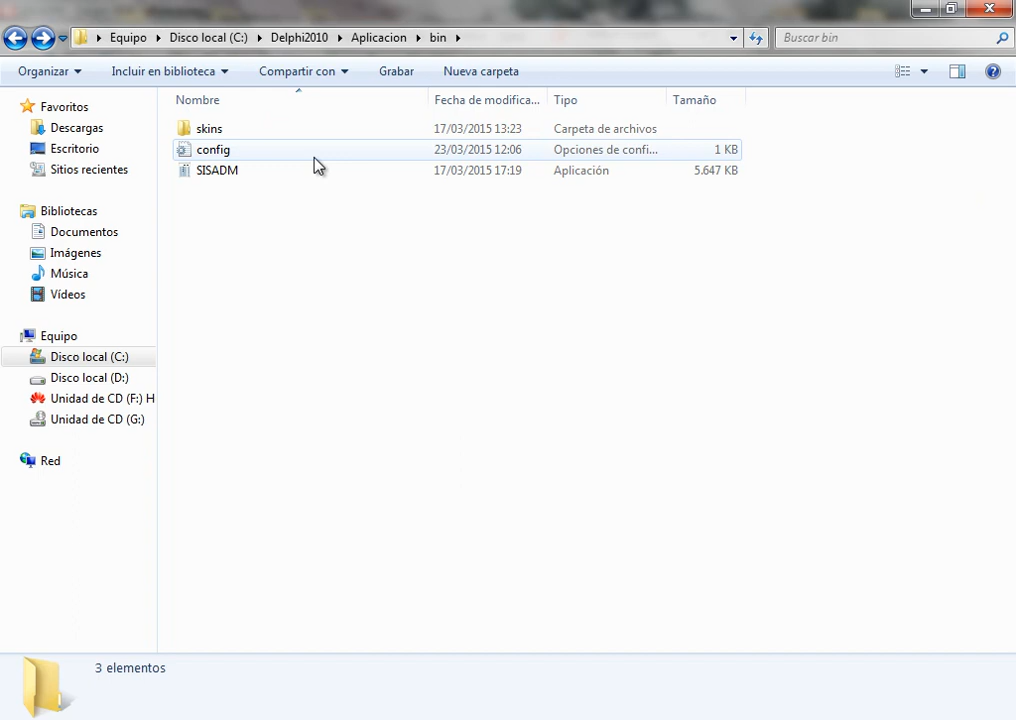 Equipo Disco local (C:) Delphi2010 Aplicacion bin
Buscar bin
Organizar Incluir en biblioteca Compartir con Grabar Nueva carpeta
Nombre Fecha de modifica... Tipo Tamaño
skins 17/03/2015 13:23 Carpeta de archivos
config 23/03/2015 12:06 Opciones de confi... 1 KB
SISADM 17/03/2015 17:19 Aplicación 5.647 KB
Favoritos
Descargas
Escritorio
Sitios recientes
Bibliotecas
Documentos
Imágenes
Música
Vídeos
Equipo
Disco local (C:)
Disco local (D:)
Unidad de CD (F:) H
Unidad de CD (G:)
Red
3 elementos